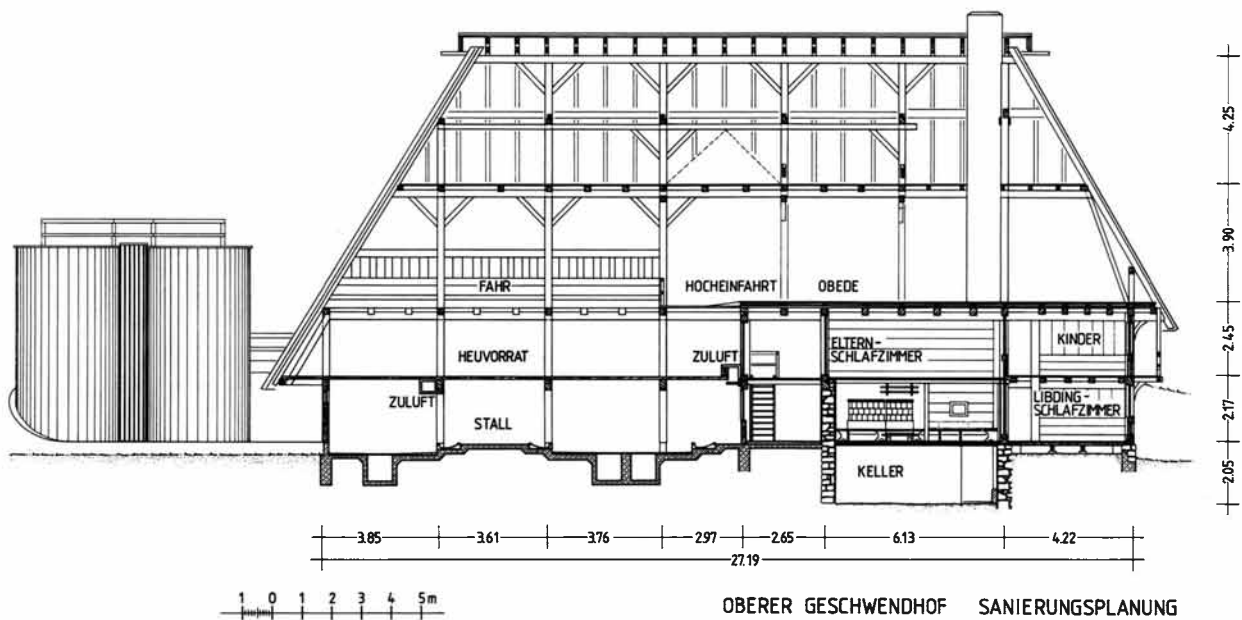 4.25
3.90
FAHR
HOCHEINFAHRT
OBEDE
2.45
HEUVORRAT
ZULUFT
ELTERN-
SCHLAFZIMMER
KINDER
ZULUFT
STALL
LIBDING-
SCHLAFZIMMER
2.17
KELLER
2.05
3.85 3.61 3.76 2.97 2.65 6.13 4.22
27.19
1 0 1 2 3 4 5m
OBERER GESCHWENDHOF SANIERUNGSPLANUNG